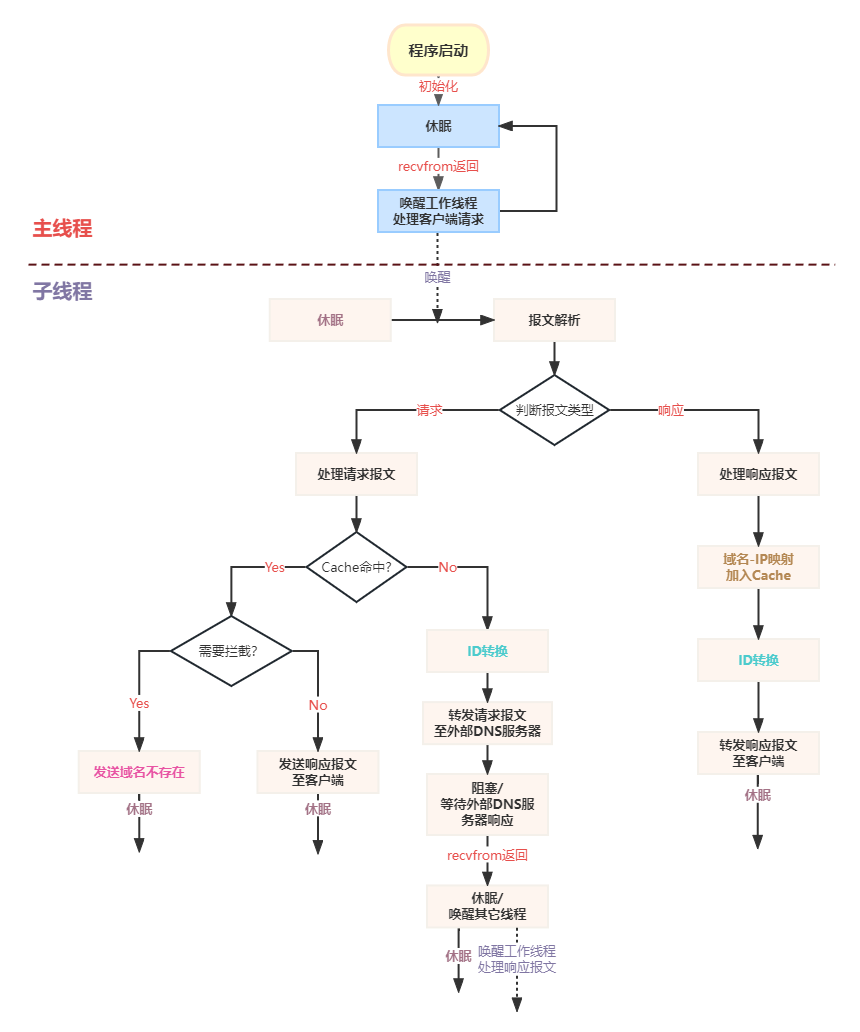 程序启动
初始化
休眠
recvfrom返回
唤醒工作线程
处理客户端请求
主线程
子线程
唤醒
休眠
报文解析
判断报文类型
请求
响应
处理请求报文
处理响应报文
Cache命中?
Yes
No
域名-IP映射
加入Cache
需要拦截?
ID转换
ID转换
Yes
No
转发请求报文
至外部DNS服务器
转发响应报文
至客户端
发送域名不存在
发送响应报文
至客户端
阻塞/
等待外部DNS服
务器响应
休眠
休眠
休眠
recvfrom返回
休眠/
唤醒其它线程
休眠
唤醒工作线程
处理响应报文